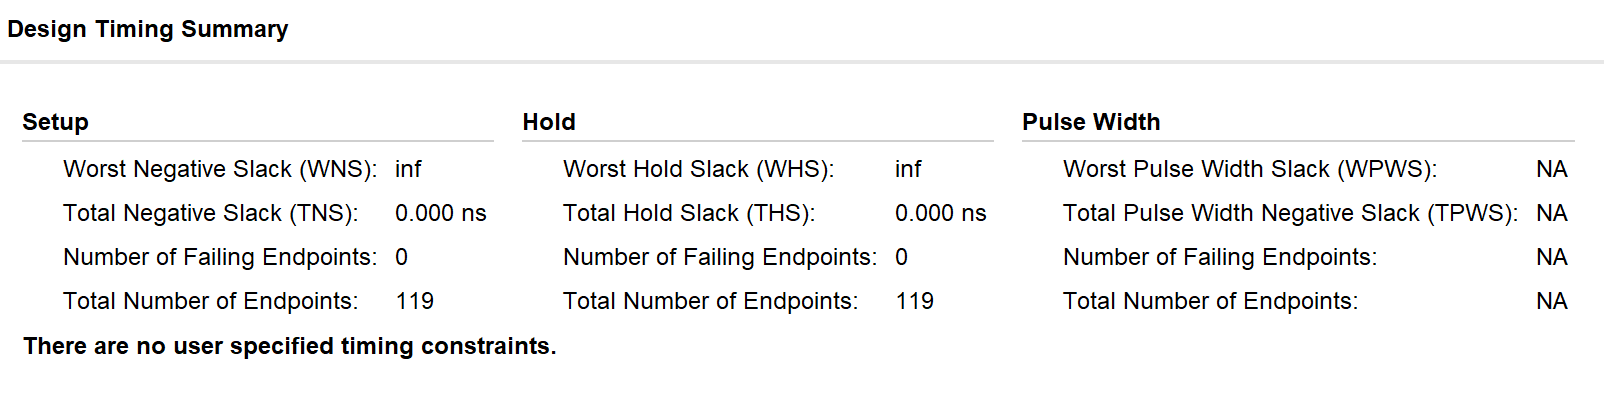 Design Timing Summary
Setup
Worst Negative Slack (WNS): inf
Total Negative Slack (TNS): 0.000 ns
Number of Failing Endpoints: 0
Total Number of Endpoints: 119
Hold
Worst Hold Slack (WHS): inf
Total Hold Slack (THS): 0.000 ns
Number of Failing Endpoints: 0
Total Number of Endpoints: 119
Pulse Width
Worst Pulse Width Slack (WPWS): NA
Total Pulse Width Negative Slack (TPWS): NA
Number of Failing Endpoints: NA
Total Number of Endpoints: NA
There are no user specified timing constraints.